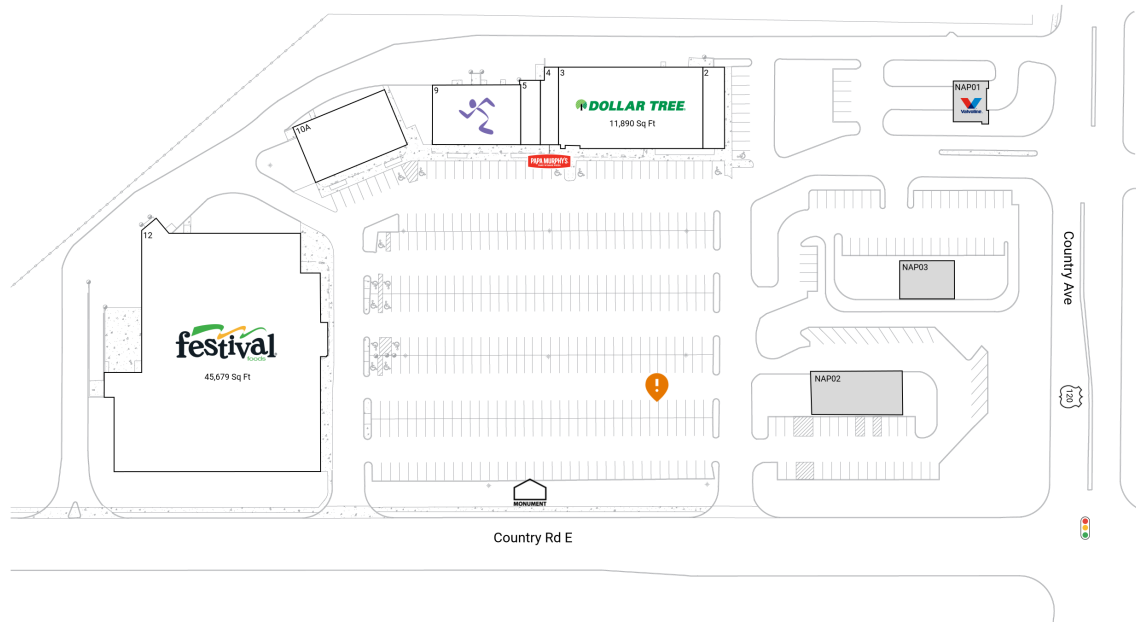 4
3
2
5
9
DOLLAR TREE
11,890 Sq Ft
NAP01
Valvoline
10A
PAPA MURPHY'S
12
NAP03
Country Ave
festival
foods
45,679 Sq Ft
NAP02
120
MONUMENT
Country Rd E